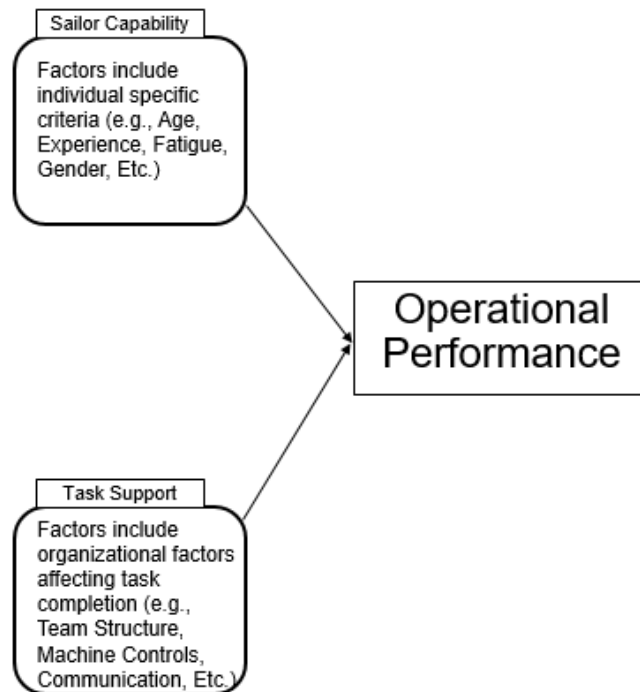 Sailor Capability
Factors include
individual specific
criteria (e.g., Age,
Experience, Fatigue,
Gender, Etc.)
Operational
Performance
Task Support
Factors include
organizational factors
affecting task
completion (e.g.,
Team Structure,
Machine Controls,
Communication, Etc.)